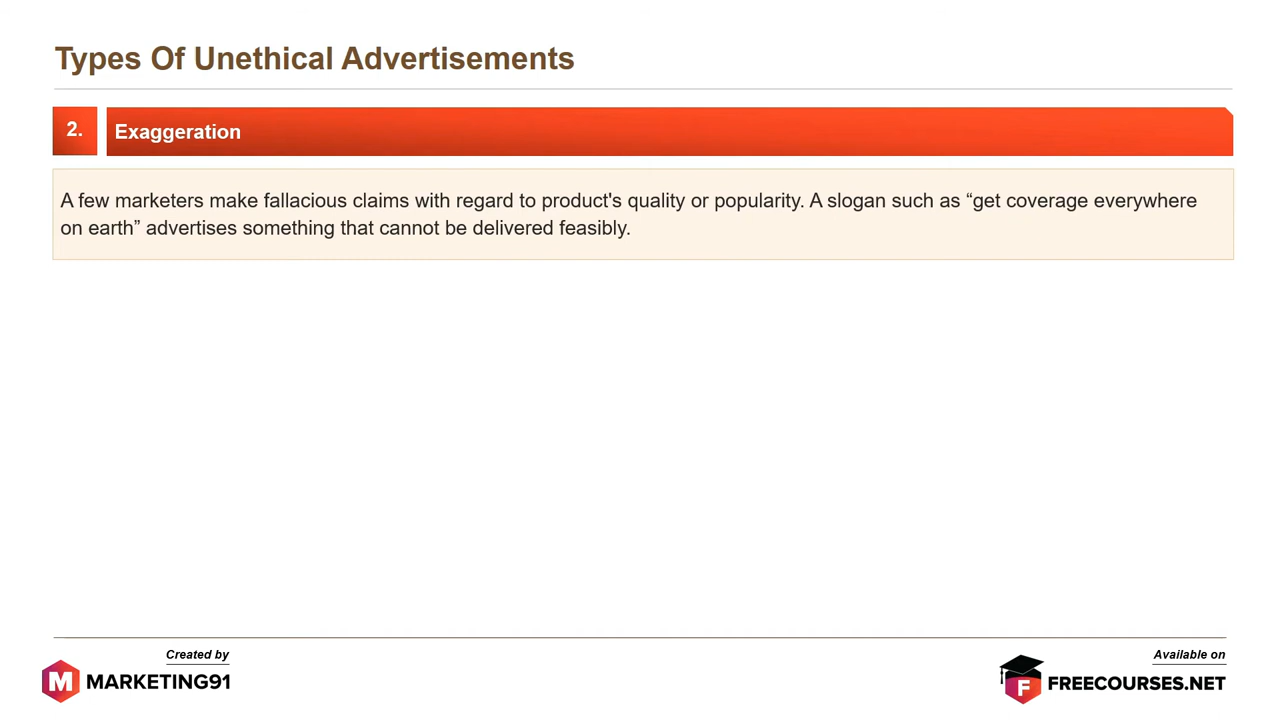 Types Of Unethical Advertisements
2.
Exaggeration
A few marketers make fallacious claims with regard to product's quality or popularity. A slogan such as “get coverage everywhere
on earth” advertises something that cannot be delivered feasibly.
Created by
M MARKETING91
Available on
F FREECOURSES.NET